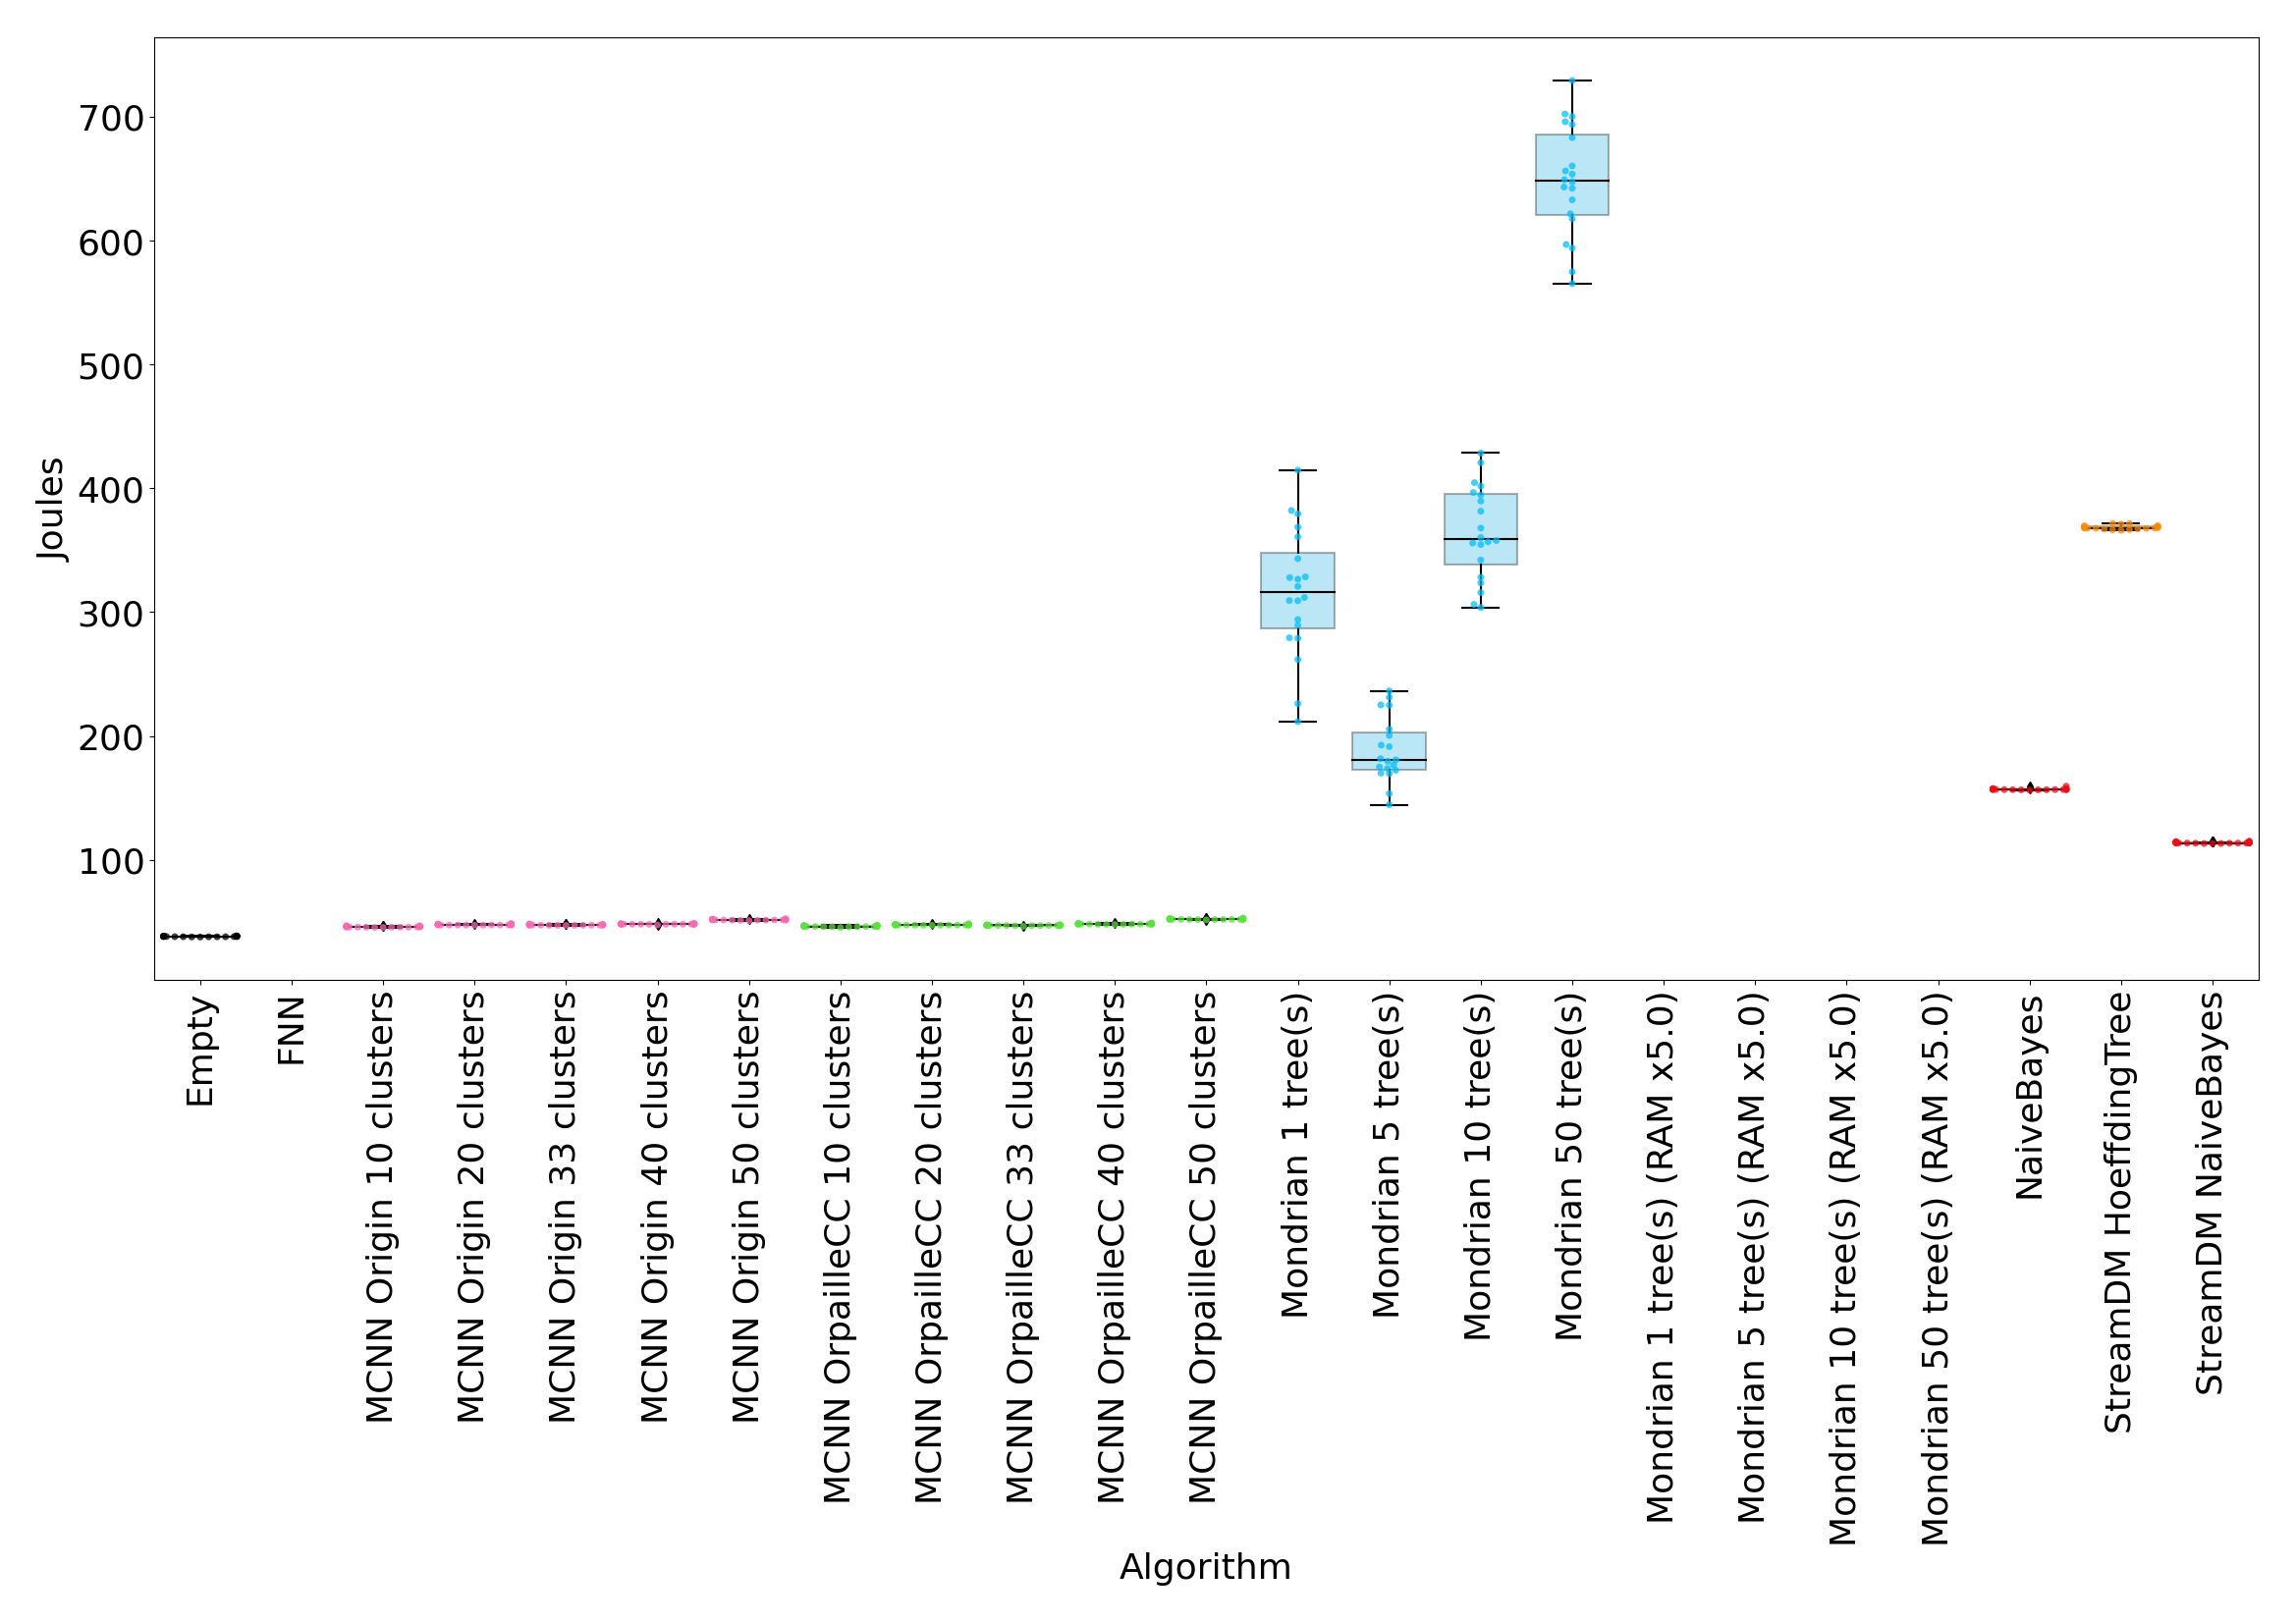 Joules
700
600
500
400
300
200
100
Empty
FNN
MCNN Origin 10 clusters
MCNN Origin 20 clusters
MCNN Origin 33 clusters
MCNN Origin 40 clusters
MCNN Origin 50 clusters
MCNN OrpailleCC 10 clusters
MCNN OrpailleCC 20 clusters
MCNN OrpailleCC 33 clusters
MCNN OrpailleCC 40 clusters
MCNN OrpailleCC 50 clusters
Mondrian 1 tree(s)
Mondrian 5 tree(s)
Mondrian 10 tree(s)
Mondrian 50 tree(s)
Mondrian 1 tree(s) (RAM x5.0)
Mondrian 5 tree(s) (RAM x5.0)
Mondrian 10 tree(s) (RAM x5.0)
Mondrian 50 tree(s) (RAM x5.0)
NaiveBayes
StreamDM HoeffdingTree
StreamDM NaiveBayes
Algorithm